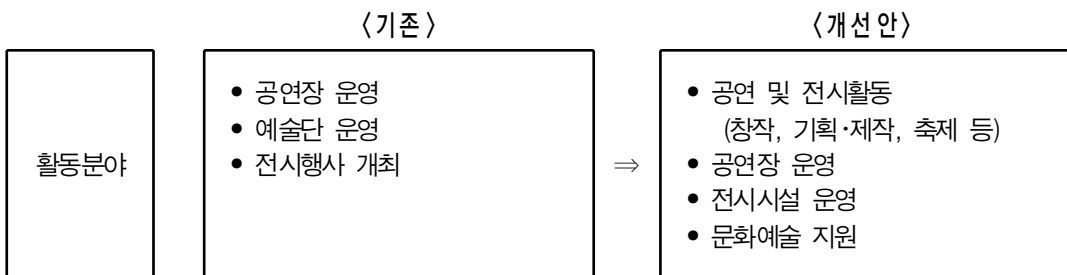 〈기존〉
〈개선안〉
활동분야
• 공연장 운영
• 예술단 운영
• 전시행사 개최
⇒
• 공연 및 전시활동
(창작, 기획·제작, 축제 등)
• 공연장 운영
• 전시시설 운영
• 문화예술 지원